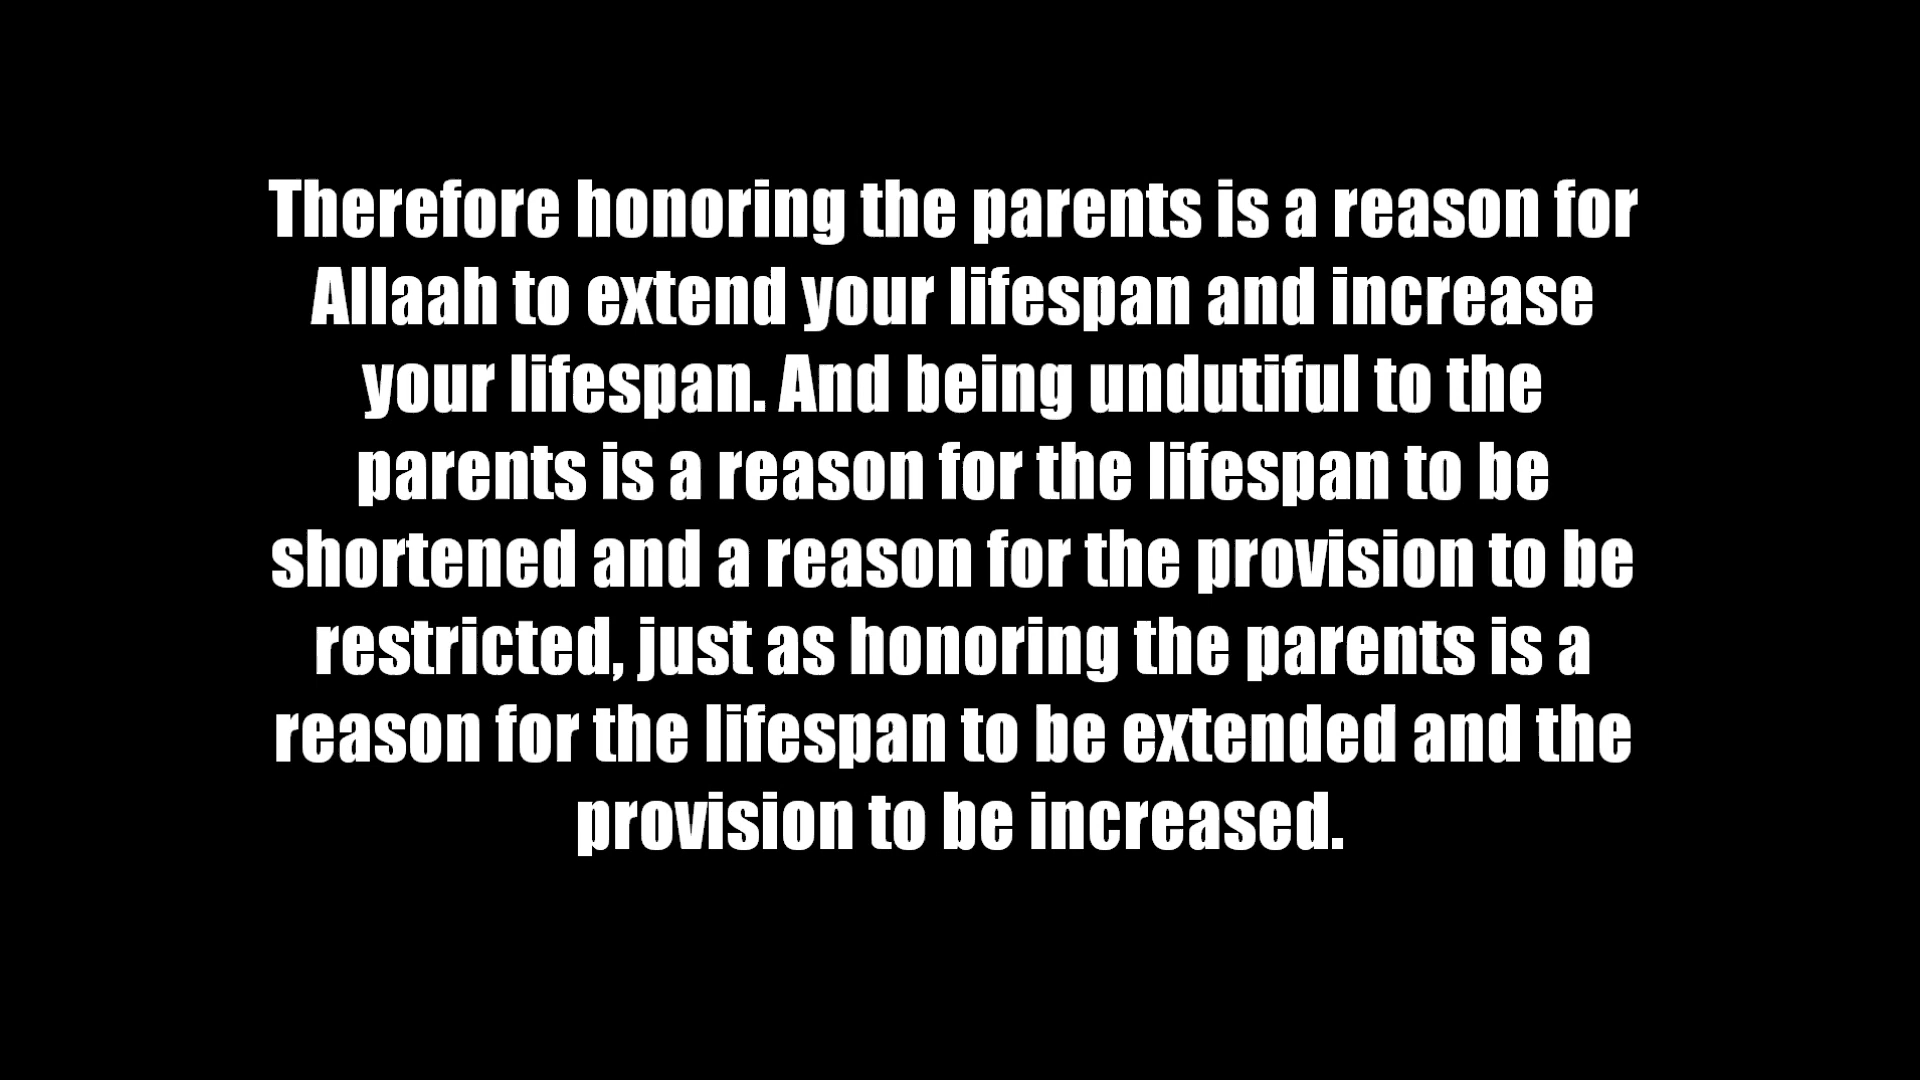 Therefore honoring the parents is a reason for
Allaah to extend your lifespan and increase
your lifespan. And being undutiful to the
parents is a reason for the lifespan to be
shortened and a reason for the provision to be
restricted, just as honoring the parents is a
reason for the lifespan to be extended and the
provision to be increased.